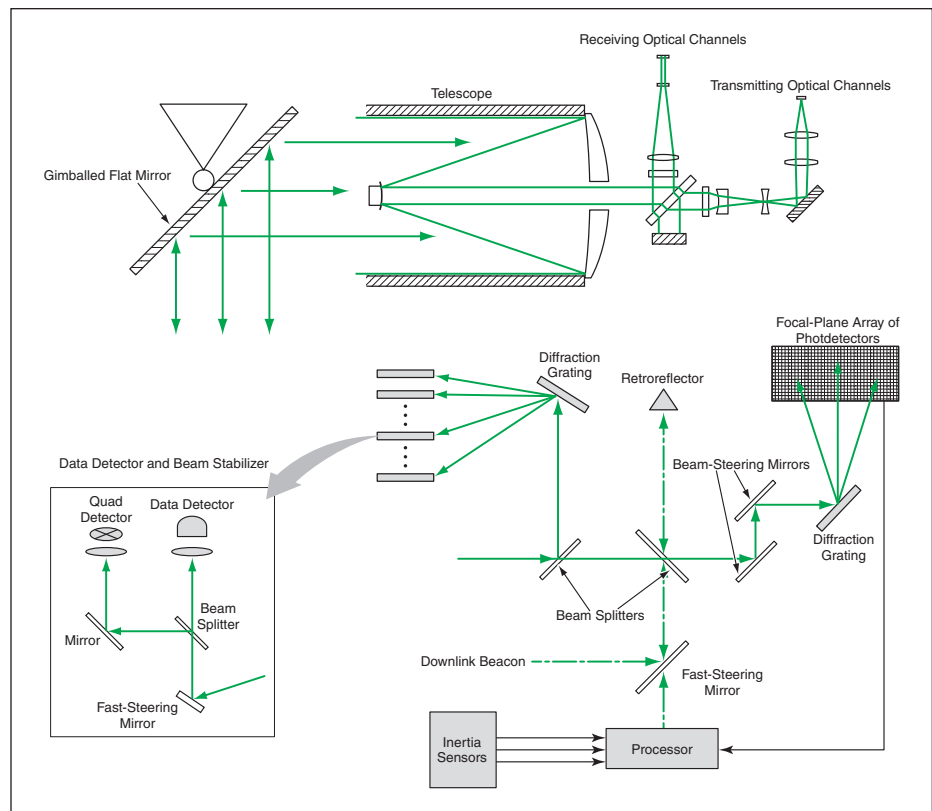 Receiving Optical Channels
Transmitting Optical Channels
Telescope
Gimballed Flat Mirror
Focal-Plane Array of
Photdetectors
Diffraction
Grating
Retroreflector
Data Detector and Beam Stabilizer
Beam-Steering Mirrors
Quad
Detector
Data Detector
Diffraction
Grating
Beam
Splitter
Beam Splitters
Mirror
Downlink Beacon
Fast-Steering
Mirror
Fast-Steering
Mirror
Inertia
Sensors
Processor